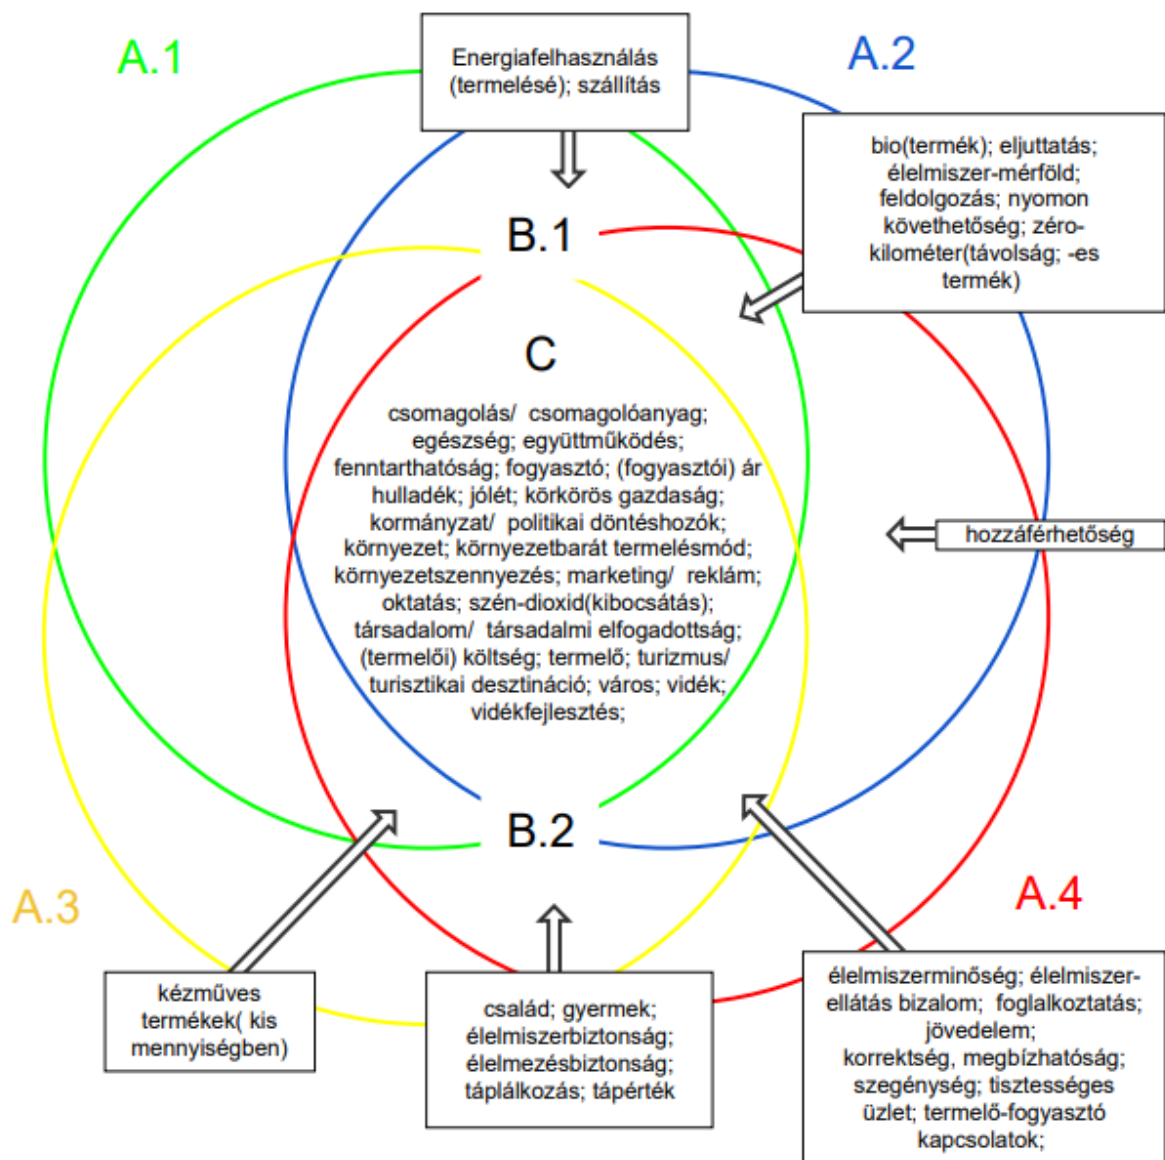 A.1
Energiafelhasználás
(termelésé); szállítás
A.2
bio(termék); eljuttatás;
élelmiszer-mérföld;
feldolgozás; nyomon
követhetőség; zéro-
kilométer(távolság; -es
termék)
B.1
C
csomagolás/ csomagolóanyag;
egészség; együttműködés;
fenntarthatóság; fogyasztó; (fogyasztói) ár
hulladék; jólét; körkörös gazdaság;
kormányzat/ politikai döntéshozók;
környezet; környezetbarát termelésmód;
környezetszennyezés; marketing/ reklám;
oktatás; szén-dioxid(kibocsátás);
társadalom/ társadalmi elfogadottság;
(termelői) költség; termelő; turizmus/
turisztikai desztináció; város; vidék;
vidékfejlesztés;
hozzáférhetőség
B.2
A.3
A.4
kézműves
termékek( kis
mennyiségben)
család; gyermek;
élelmiszerbiztonság;
élelmezésbiztonság;
táplálkozás; tápérték
élelmiszerminőség; élelmiszer-
ellátás bizalom; foglalkoztatás;
jövedelem;
korrektség, megbízhatóság;
szegénység; tisztességes
üzlet; termelő-fogyasztó
kapcsolatok;